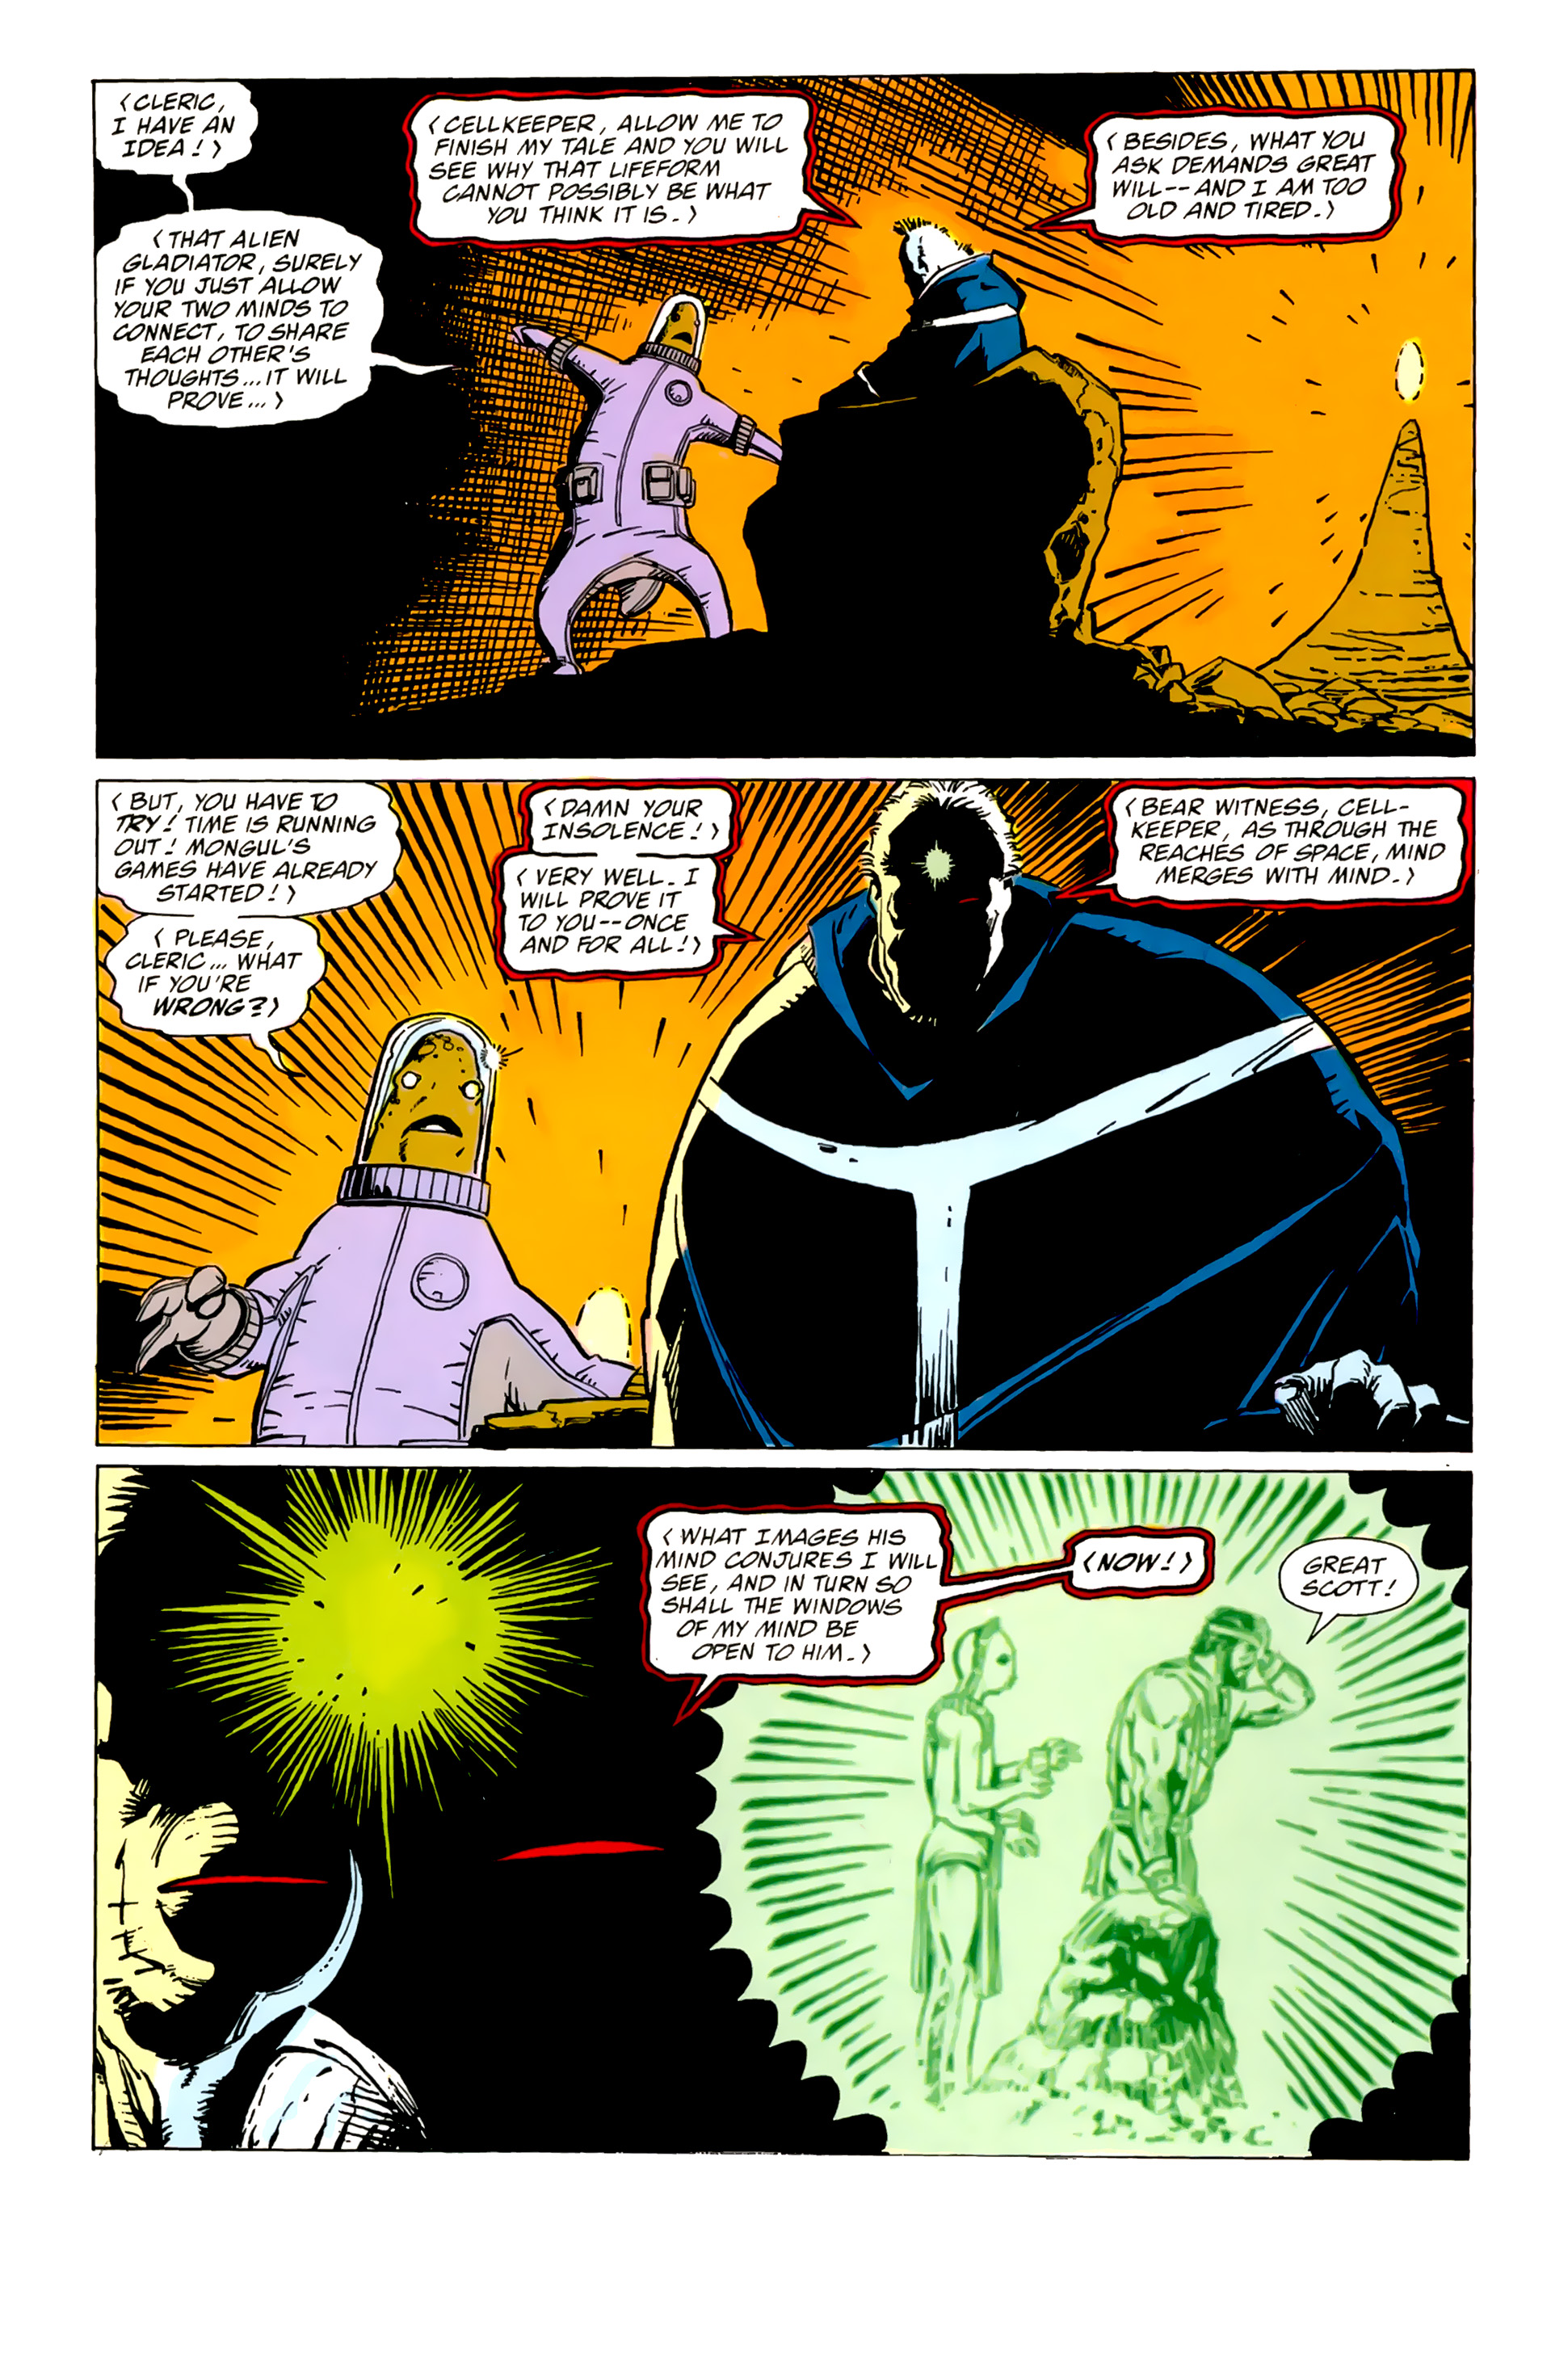 <CLERIC,
I HAVE AN
IDEA!>
<THAT ALIEN
GLADIATOR, SURELY
IF YOU JUST ALLOW
YOUR TWO MINDS TO
CONNECT, TO SHARE
EACH OTHER'S
THOUGHTS...IT WILL
PROVE...>
<CELLKEEPER, ALLOW ME TO
FINISH MY TALE AND YOU WILL
SEE WHY THAT LIFEFORM
CANNOT POSSIBLY BE WHAT
YOU THINK IT IS.>
<BESIDES, WHAT YOU
ASK DEMANDS GREAT
WILL--AND I AM TOO
OLD AND TIRED.>
<BUT, YOU HAVE TO
TRY! TIME IS RUNNING
OUT! MONGUL'S
GAMES HAVE ALREADY
STARTED!>
<PLEASE,
CLERIC... WHAT
IF YOU'RE
WRONG?>
<DAMN YOUR
INSOLENCE!>
<VERY WELL. I
WILL PROVE IT
TO YOU--ONCE
AND FOR ALL!>
<BEAR WITNESS, CELL-
KEEPER, AS THROUGH THE
REACHES OF SPACE, MIND
MERGES WITH MIND.>
<WHAT IMAGES HIS
MIND CONJURES I WILL
SEE, AND IN TURN SO
SHALL THE WINDOWS
OF MY MIND BE
OPEN TO HIM.>
<NOW!>
GREAT
SCOTT!